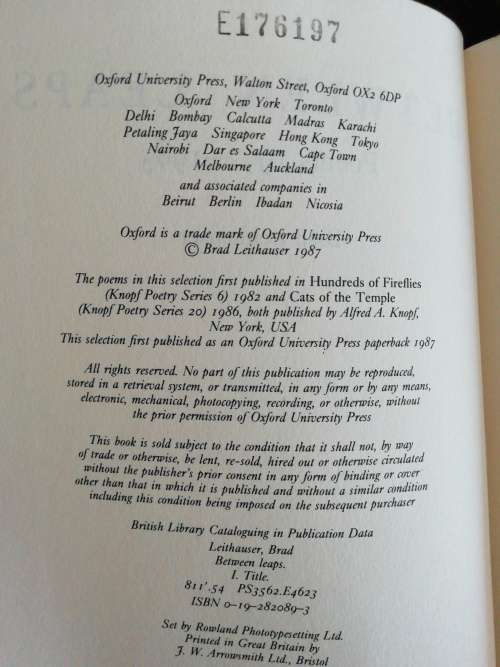 E176197
Oxford University Press, Walton Street, Oxford OX2 6DP
Oxford New York Toronto
Delhi Bombay Calcutta Madras Karachi
Petaling Jaya Singapore Hong Kong Tokyo
Nairobi Dar es Salaam Cape Town
Melbourne Auckland
and associated companies in
Beirut Berlin Ibadan Nicosia
Oxford is a trade mark of Oxford University Press
© Brad Leithauser 1987
The poems in this selection first published in Hundreds of Fireflies
(Knopf Poetry Series 6) 1982 and Cats of the Temple
(Knopf Poetry Series 20) 1986, both published by Alfred A. Knopf,
New York, USA
This selection first published as an Oxford University Press paperback 1987
All rights reserved. No part of this publication may be reproduced,
stored in a retrieval system, or transmitted, in any form or by any means,
electronic, mechanical, photocopying, recording, or otherwise, without
the prior permission of Oxford University Press
This book is sold subject to the condition that it shall not, by way
of trade or otherwise, be lent, re-sold, hired out or otherwise circulated
without the publisher's prior consent in any form of binding or cover
other than that in which it is published and without a similar condition
including this condition being imposed on the subsequent purchaser
British Library Cataloguing in Publication Data
Leithauser, Brad
Between leaps.
I. Title.
811'.54 PS3562.E4623
ISBN 0-19-282089-3
Set by Rowland Phototypesetting Ltd.
Printed in Great Britain by
J. W. Arrowsmith Ltd., Bristol